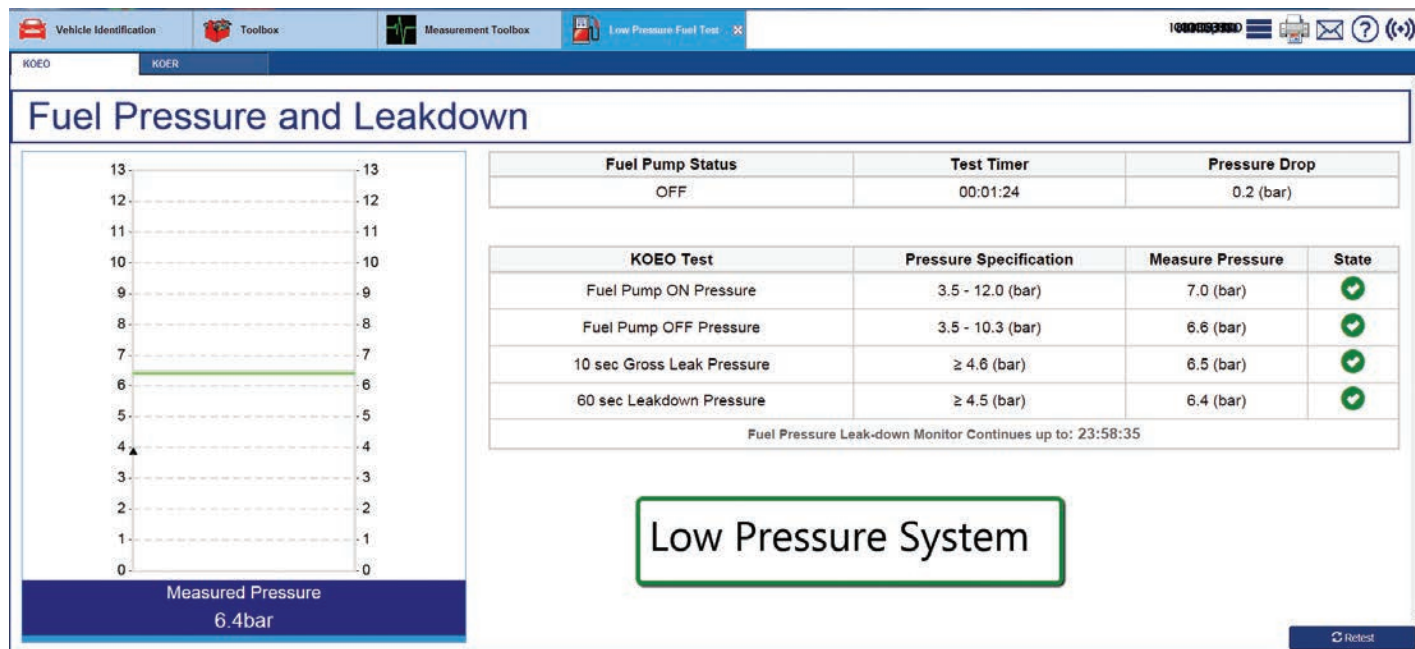 Vehicle Identification Toolbox Measurement Toolbox Low Pressure Fuel Test
KOEO KOER
Fuel Pressure and Leakdown
13 13
12 12
11 11
10 10
9 9
8 8
7 7
6 6
5 5
4 4
3 3
2 2
1 1
0 0
Measured Pressure
6.4bar
Fuel Pump Status Test Timer Pressure Drop
OFF 00:01:24 0.2 (bar)
KOEO Test Pressure Specification Measure Pressure State
Fuel Pump ON Pressure 3.5 - 12.0 (bar) 7.0 (bar)
Fuel Pump OFF Pressure 3.5 - 10.3 (bar) 6.6 (bar)
10 sec Gross Leak Pressure ≥ 4.6 (bar) 6.5 (bar)
60 sec Leakdown Pressure ≥ 4.5 (bar) 6.4 (bar)
Fuel Pressure Leak-down Monitor Continues up to: 23:58:35
Low Pressure System
Retest